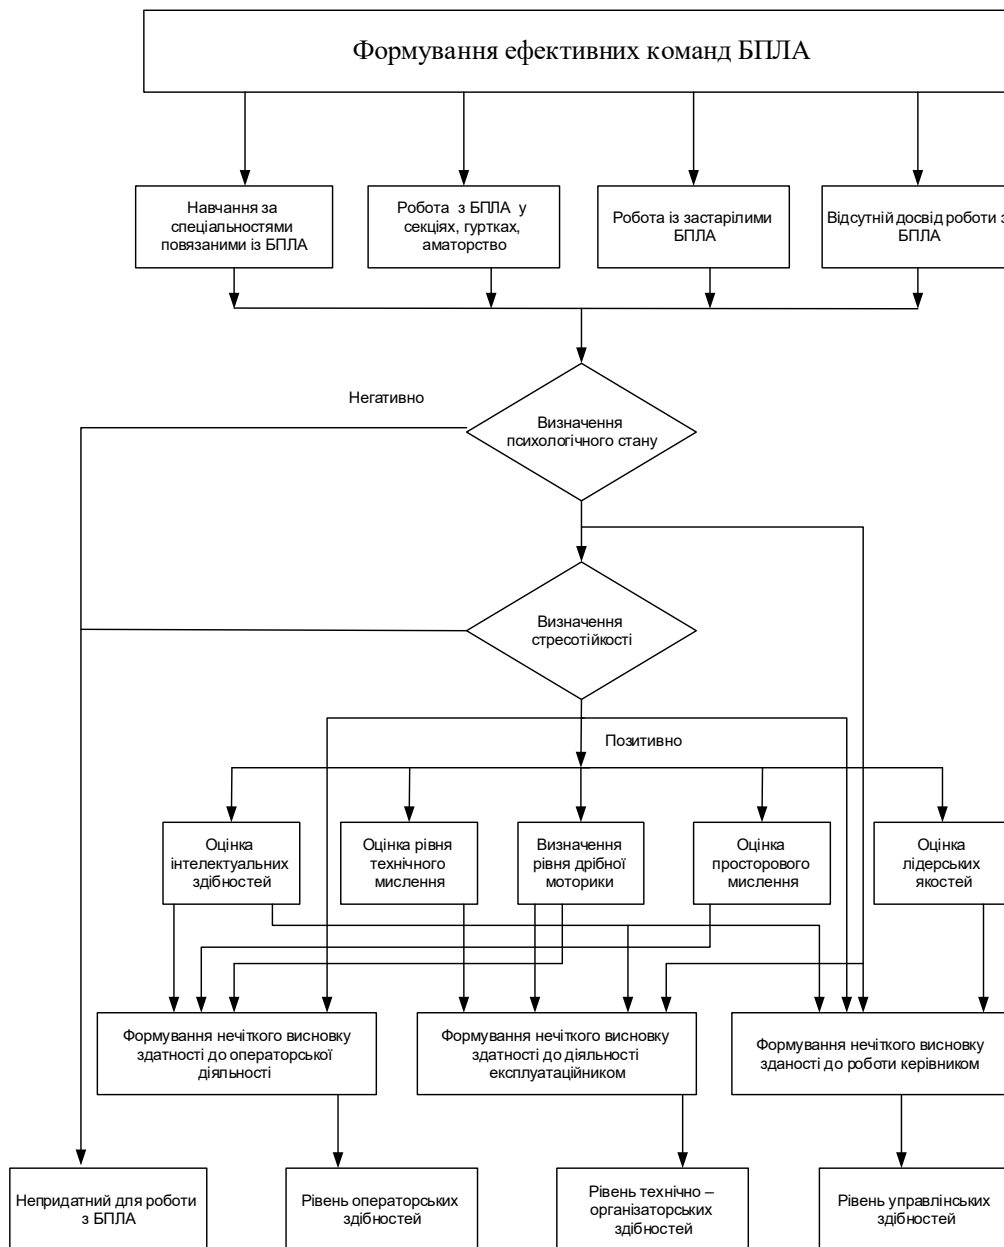 Формування ефективних команд БПЛА
Навчання за
спеціальностями
повязаними із БПЛА
Робота з БПЛА у
секціях, гуртках,
аматорство
Робота із застарілими
БПЛА
Відсутній досвід роботи з
БПЛА
Негативно
Визначення
психологічного стану
Визначення
стресотійкості
Позитивно
Оцінка
інтелектуальних
здібностей
Оцінка рівня
технічного
мислення
Визначення
рівня дрібної
моторики
Оцінка
просторового
мислення
Оцінка
лідерських
якостей
Формування нечіткого висновку
здатності до операторської
діяльності
Формування нечіткого висновку
здатності до діяльності
експлуатаційником
Формування нечіткого висновку
зданості до роботи керівником
Непридатний для роботи
з БПЛА
Рівень операторських
здібностей
Рівень технічно –
організаторських
здібностей
Рівень управлінських
здібностей